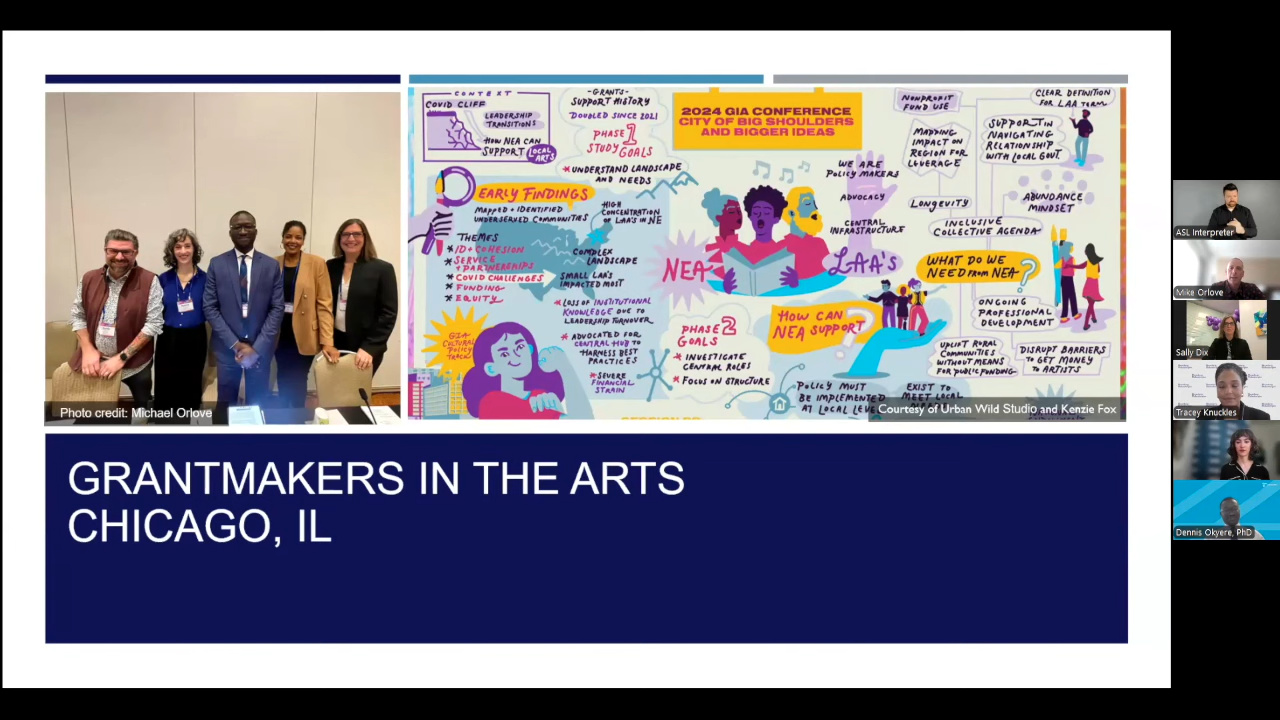 CONTEXT
COVID CLIFF
LEADERSHIP
TRANSITIONS
HOW NEA CAN
SUPPORT
LOCAL
ARTS
-GRANTS-
SUPPORT HISTORY
DOUBLED SINCE 2021
PHASE 1
STUDY GOALS
*UNDERSTAND LANDSCAPE
AND NEEDS
2024 GIA CONFERENCE
CITY OF BIG SHOULDERS
AND BIGGER IDEAS
NONPROFIT
FUND USE
CLEAR DEFINITION
FOR LAA TERM
MAPPING
IMPACT ON
REGION FOR
LEVERAGE
SUPPORT IN
NAVIGATING
RELATIONSHIP
WITH LOCAL GOVT.
LONGEVITY
ABUNDANCE
MINDSET
INCLUSIVE
COLLECTIVE AGENDA
EARLY FINDINGS
MAPPED + IDENTIFIED
UNDERSERVED COMMUNITIES
HIGH
CONCENTRATION
OF LAA'S IN NE
THEMES
* ID + COHESION
* SERVICE
+ PARTNERSHIPS
* COVID CHALLENGES
* FUNDING
* EQUITY
COMPLEX
LANDSCAPE
SMALL LAA'S
IMPACTED MOST
* LOSS OF INSTITUTIONAL
KNOWLEDGE DUE TO
LEADERSHIP TURNOVER
* ADVOCATED FOR
CENTRAL HUB TO
HARNESS BEST
PRACTICES
* SEVERE
FINANCIAL
STRAIN
GIA
CULTURAL
POLICY
TRACK
WE ARE
POLICY MAKERS
ADVOCACY
CENTRAL
INFRASTRUCTURE
NEA
LAA'S
WHAT DO WE
NEED FROM NEA?
HOW CAN
NEA SUPPORT?
PHASE 2
GOALS
* INVESTIGATE
CENTRAL ROLES
* FOCUS ON STRUCTURE
ONGOING
PROFESSIONAL
DEVELOPMENT
UPLIFT RURAL
COMMUNITIES
WITHOUT MEANS
FOR PUBLIC FUNDING
DISRUPT BARRIERS
TO GET MONEY
TO ARTISTS
POLICY MUST
BE IMPLEMENTED
AT LOCAL LEVEL
EXIST TO
MEET LOCAL
Photo credit: Michael Orlove
Courtesy of Urban Wild Studio and Kenzie Fox
GRANTMAKERS IN THE ARTS
CHICAGO, IL
ASL Interpreter
Mike Orlove
Sally Dix
Tracey Knuckles
Dennis Okyere, PhD